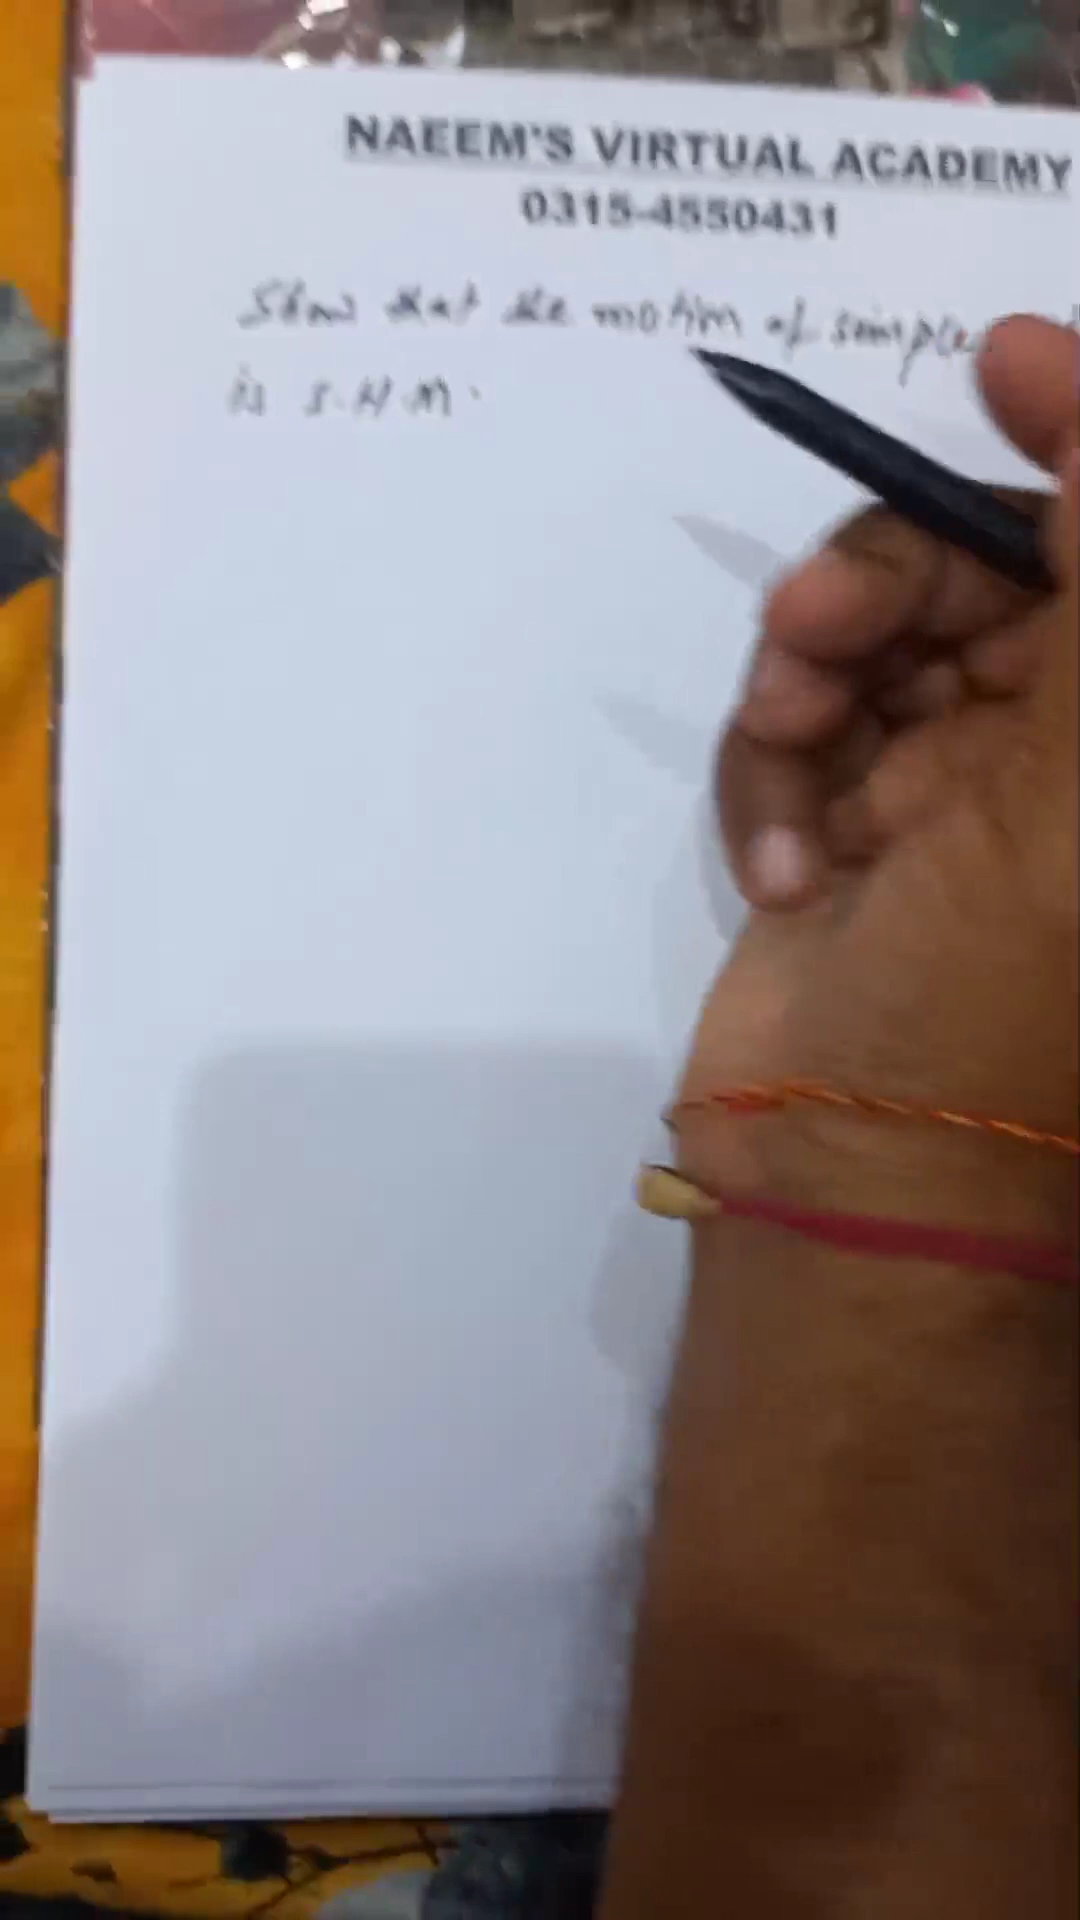 NAEEM'S VIRTUAL ACADEMY
0315-4550431
Show that the motion of simple
is S.H.M.